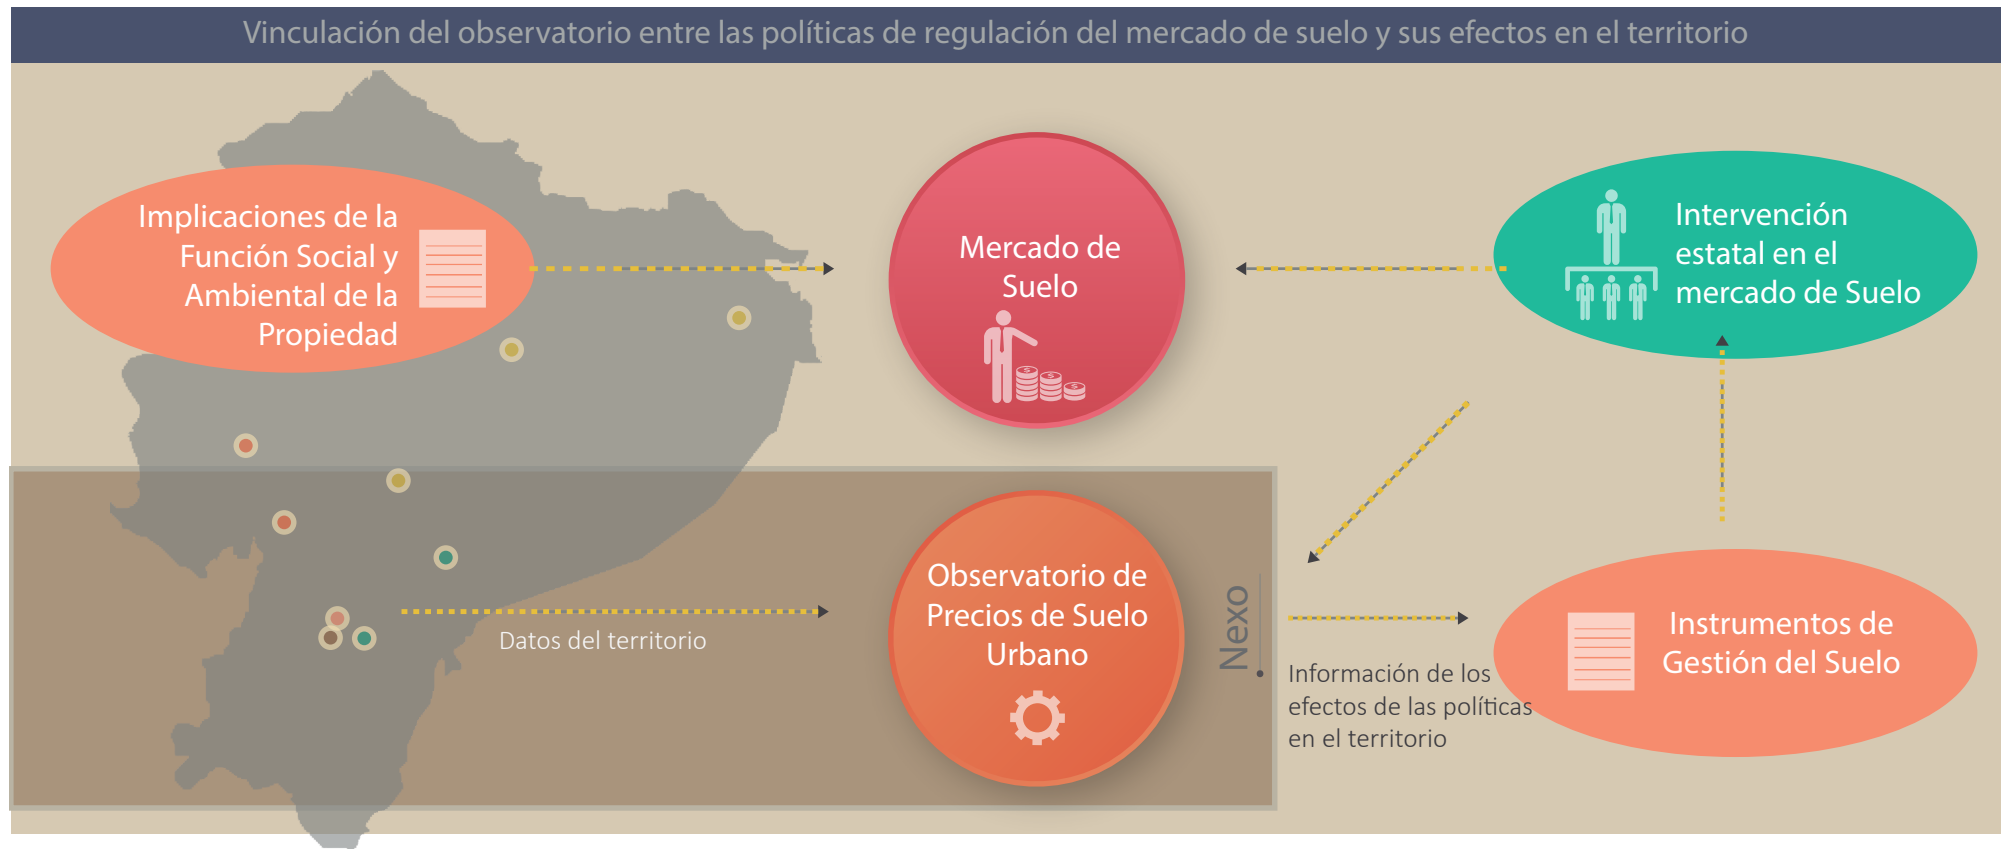 Vinculación del observatorio entre las políticas de regulación del mercado de suelo y sus efectos en el territorio
Implicaciones de la
Función Social y
Ambiental de la
Propiedad
Mercado de
Suelo
Intervención
estatal en el
mercado de Suelo
Datos del territorio
Observatorio de
Precios de Suelo
Urbano
Nexo
Información de los
efectos de las políticas
en el territorio
Instrumentos de
Gestión del Suelo